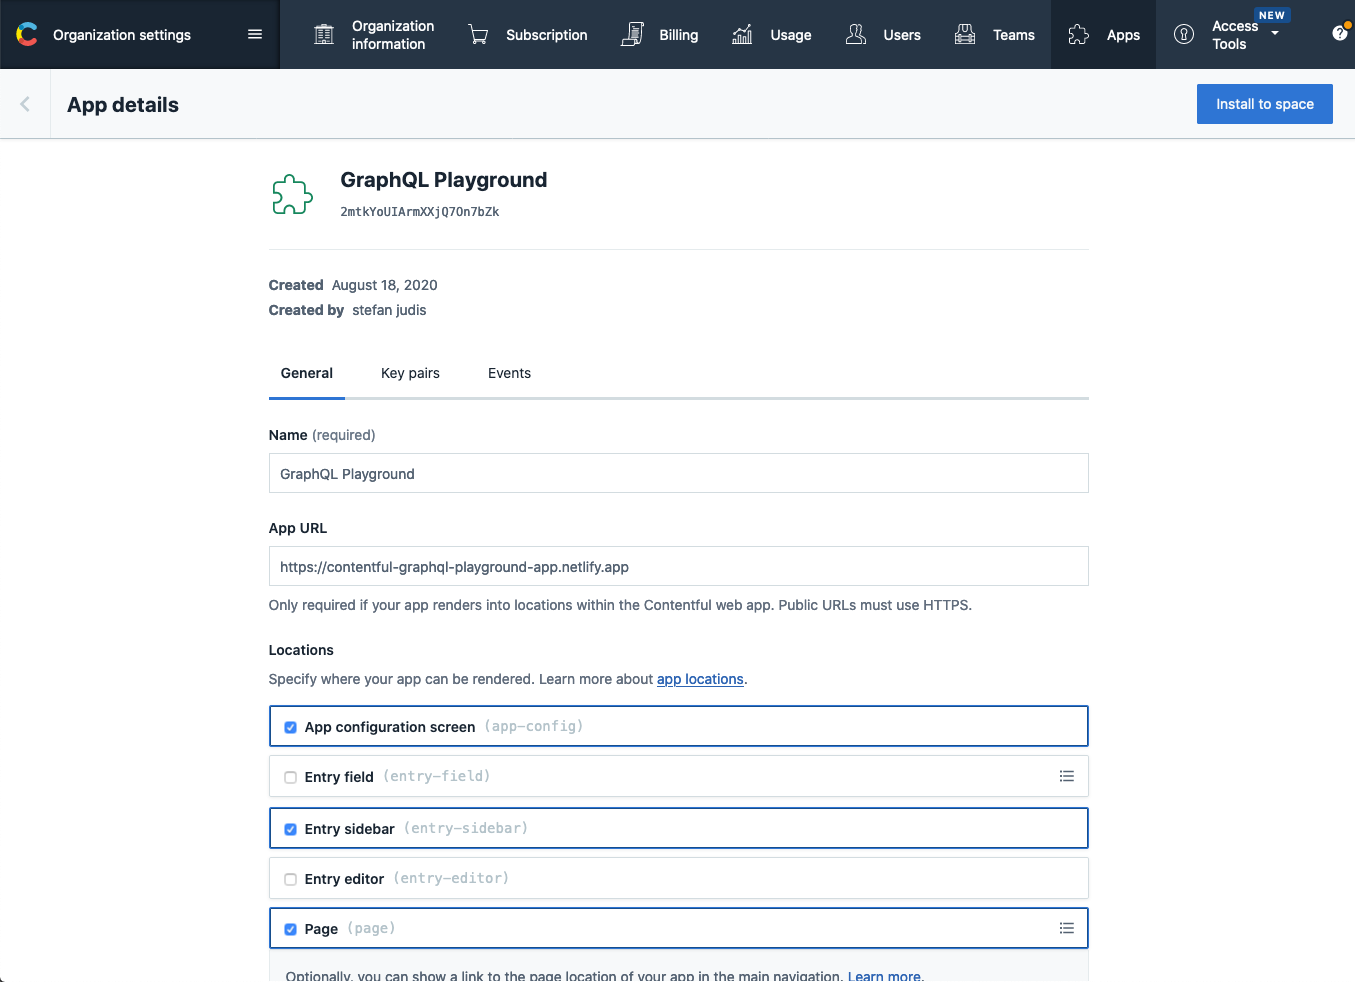 Organization settings
Organization information
Subscription
Billing
Usage
Users
Teams
Apps
Access Tools
NEW
?
App details
Install to space
GraphQL Playground
2mtkYoUIArmXXjQ7On7bZk
Created August 18, 2020
Created by stefan judis
General
Key pairs
Events
Name (required)
GraphQL Playground
App URL
https://contentful-graphql-playground-app.netlify.app
Only required if your app renders into locations within the Contentful web app. Public URLs must use HTTPS.
Locations
Specify where your app can be rendered. Learn more about app locations.
App configuration screen (app-config)
Entry field (entry-field)
Entry sidebar (entry-sidebar)
Entry editor (entry-editor)
Page (page)
Optionally, you can show a link to the page location of your app in the main navigation. Learn more.